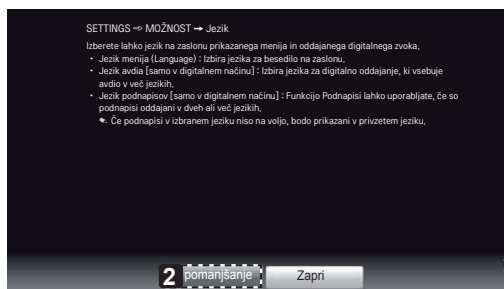 SETTINGS ⇨ MOŽNOST ➙ Jezik
Izberete lahko jezik na zaslonu prikazanega menija in oddajanega digitalnega zvoka.
• Jezik menija (Language) : Izbira jezika za besedilo na zaslonu.
• Jezik avdia [samo v digitalnem načinu] : Izbira jezika za digitalno oddajanje, ki vsebuje
avdio v več jezikih.
• Jezik podnapisov [samo v digitalnem načinu] : Funkcijo Podnapisi lahko uporabljate, če so
podnapisi oddajani v dveh ali več jezikih.
✎ Če podnapisi v izbranem jeziku niso na voljo, bodo prikazani v privzetem jeziku.
2 pomanjšanje Zapri